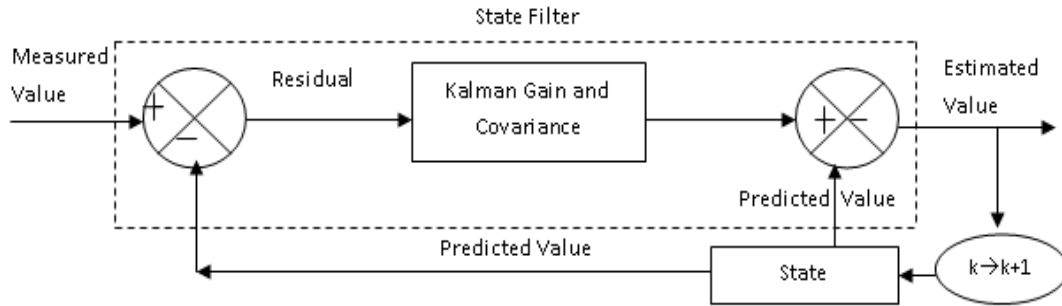 State Filter
Measured
Value
+
−
Residual
Kalman Gain and
Covariance
+ −
Estimated
Value
Predicted Value
Predicted Value
State
k→k+1